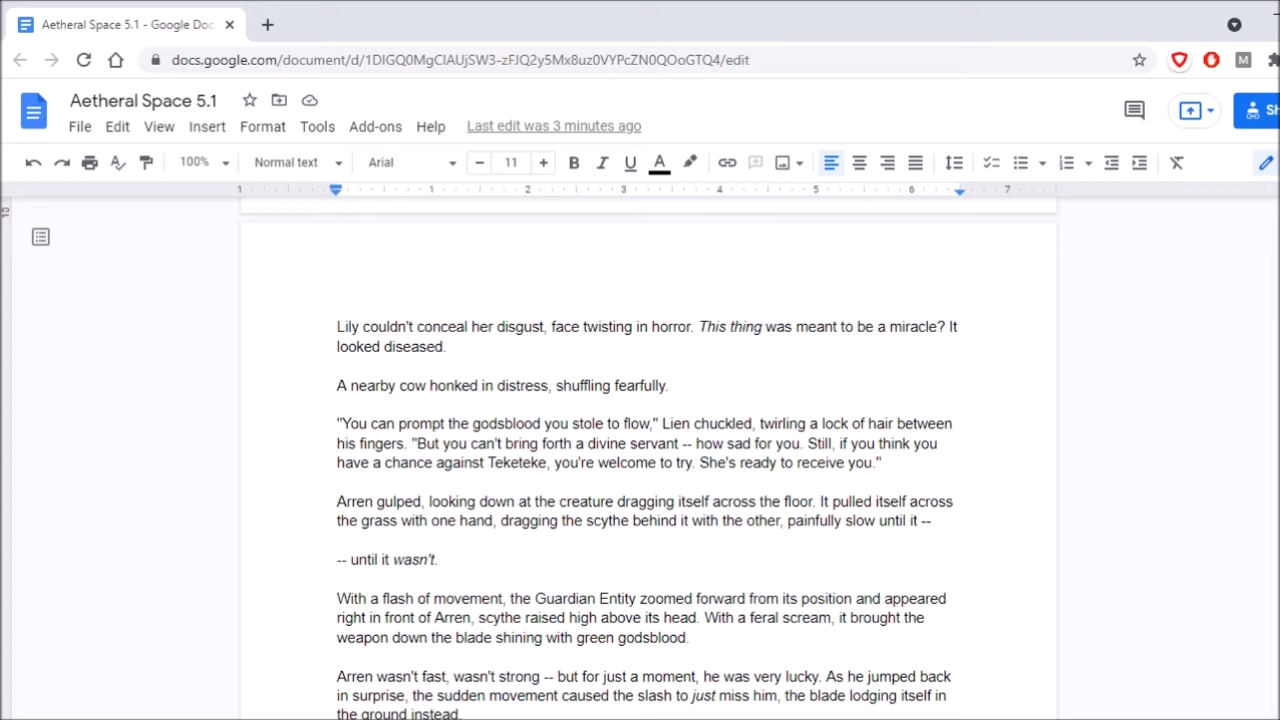 Aetheral Space 5.1 - Google Doc
docs.google.com/document/d/1DIGQ0MgCIAUjSW3-zFJQ2y5Mx8uz0VYPcZN0QOoGTQ4/edit
M
Aetheral Space 5.1
Sh
File Edit View Insert Format Tools Add-ons Help Last edit was 3 minutes ago
100% Normal text Arial 11 B I U A
1 1 2 3 4 5 6 7
10
Lily couldn't conceal her disgust, face twisting in horror. This thing was meant to be a miracle? It
looked diseased.
A nearby cow honked in distress, shuffling fearfully.
"You can prompt the godsblood you stole to flow," Lien chuckled, twirling a lock of hair between
his fingers. "But you can't bring forth a divine servant -- how sad for you. Still, if you think you
have a chance against Teketeke, you're welcome to try. She's ready to receive you."
Arren gulped, looking down at the creature dragging itself across the floor. It pulled itself across
the grass with one hand, dragging the scythe behind it with the other, painfully slow until it --
-- until it wasn't.
With a flash of movement, the Guardian Entity zoomed forward from its position and appeared
right in front of Arren, scythe raised high above its head. With a feral scream, it brought the
weapon down the blade shining with green godsblood.
Arren wasn't fast, wasn't strong -- but for just a moment, he was very lucky. As he jumped back
in surprise, the sudden movement caused the slash to just miss him, the blade lodging itself in
the ground instead.